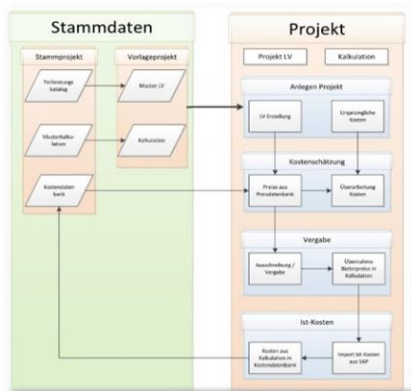 Stammdaten
Projekt
Stammprojekt
Vorlageprojekt
Projekt LV
Kalkulation
Anlegen Projekt
Teilleistungs
katalog
Muster LV
LV Erstellung
Ursprüngliche
Kosten
Musterkalku
lation
Kalkulation
Kostenschätzung
Kostendaten
bank
Preise aus
Preisdatenbank
Überarbeitung
Kosten
Vergabe
Ausschreibung /
Vergabe
Übernahme
Bieterpreise in
Kalkulation
Ist-Kosten
Kosten aus
Kalkulation in
Kostendatenbank
Import Ist-Kosten
aus SAP